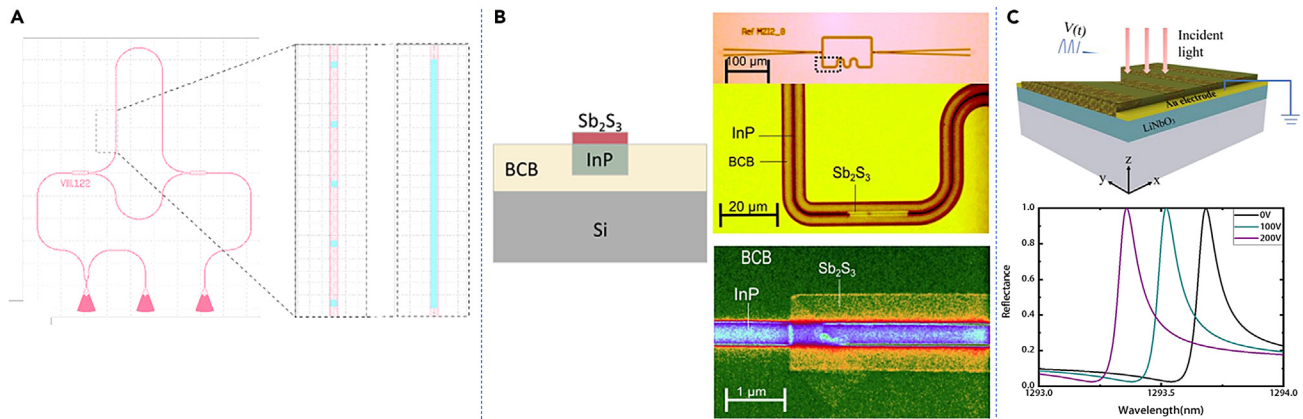 A
VIII.122
B
Sb₂S₃
BCB
InP
Si
Ref MZI2_8
100 μm
InP
BCB
Sb₂S₃
20 μm
BCB
Sb₂S₃
InP
1 μm
C
V(t)
Incident
light
Au electrode
LiNbO₃
z
y
x
Reflectance
1.0
0.8
0.6
0.4
0.2
0.0
0V
100V
200V
1293.0
1293.5
1294.0
Wavelength(nm)